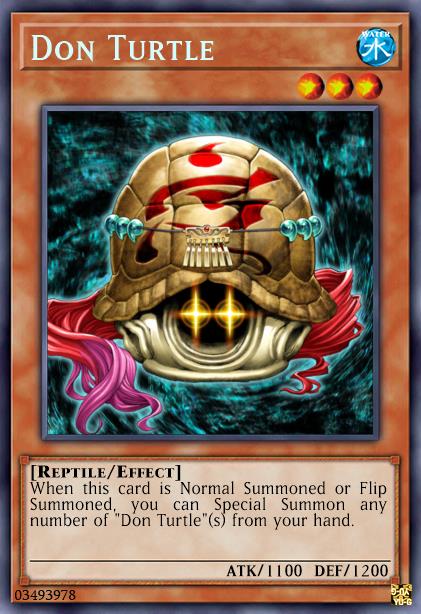 DON TURTLE
WATER
水
[REPTILE/EFFECT]
When this card is Normal Summoned or Flip
Summoned, you can Special Summon any
number of "Don Turtle"(s) from your hand.
ATK/1100 DEF/1200
03493978